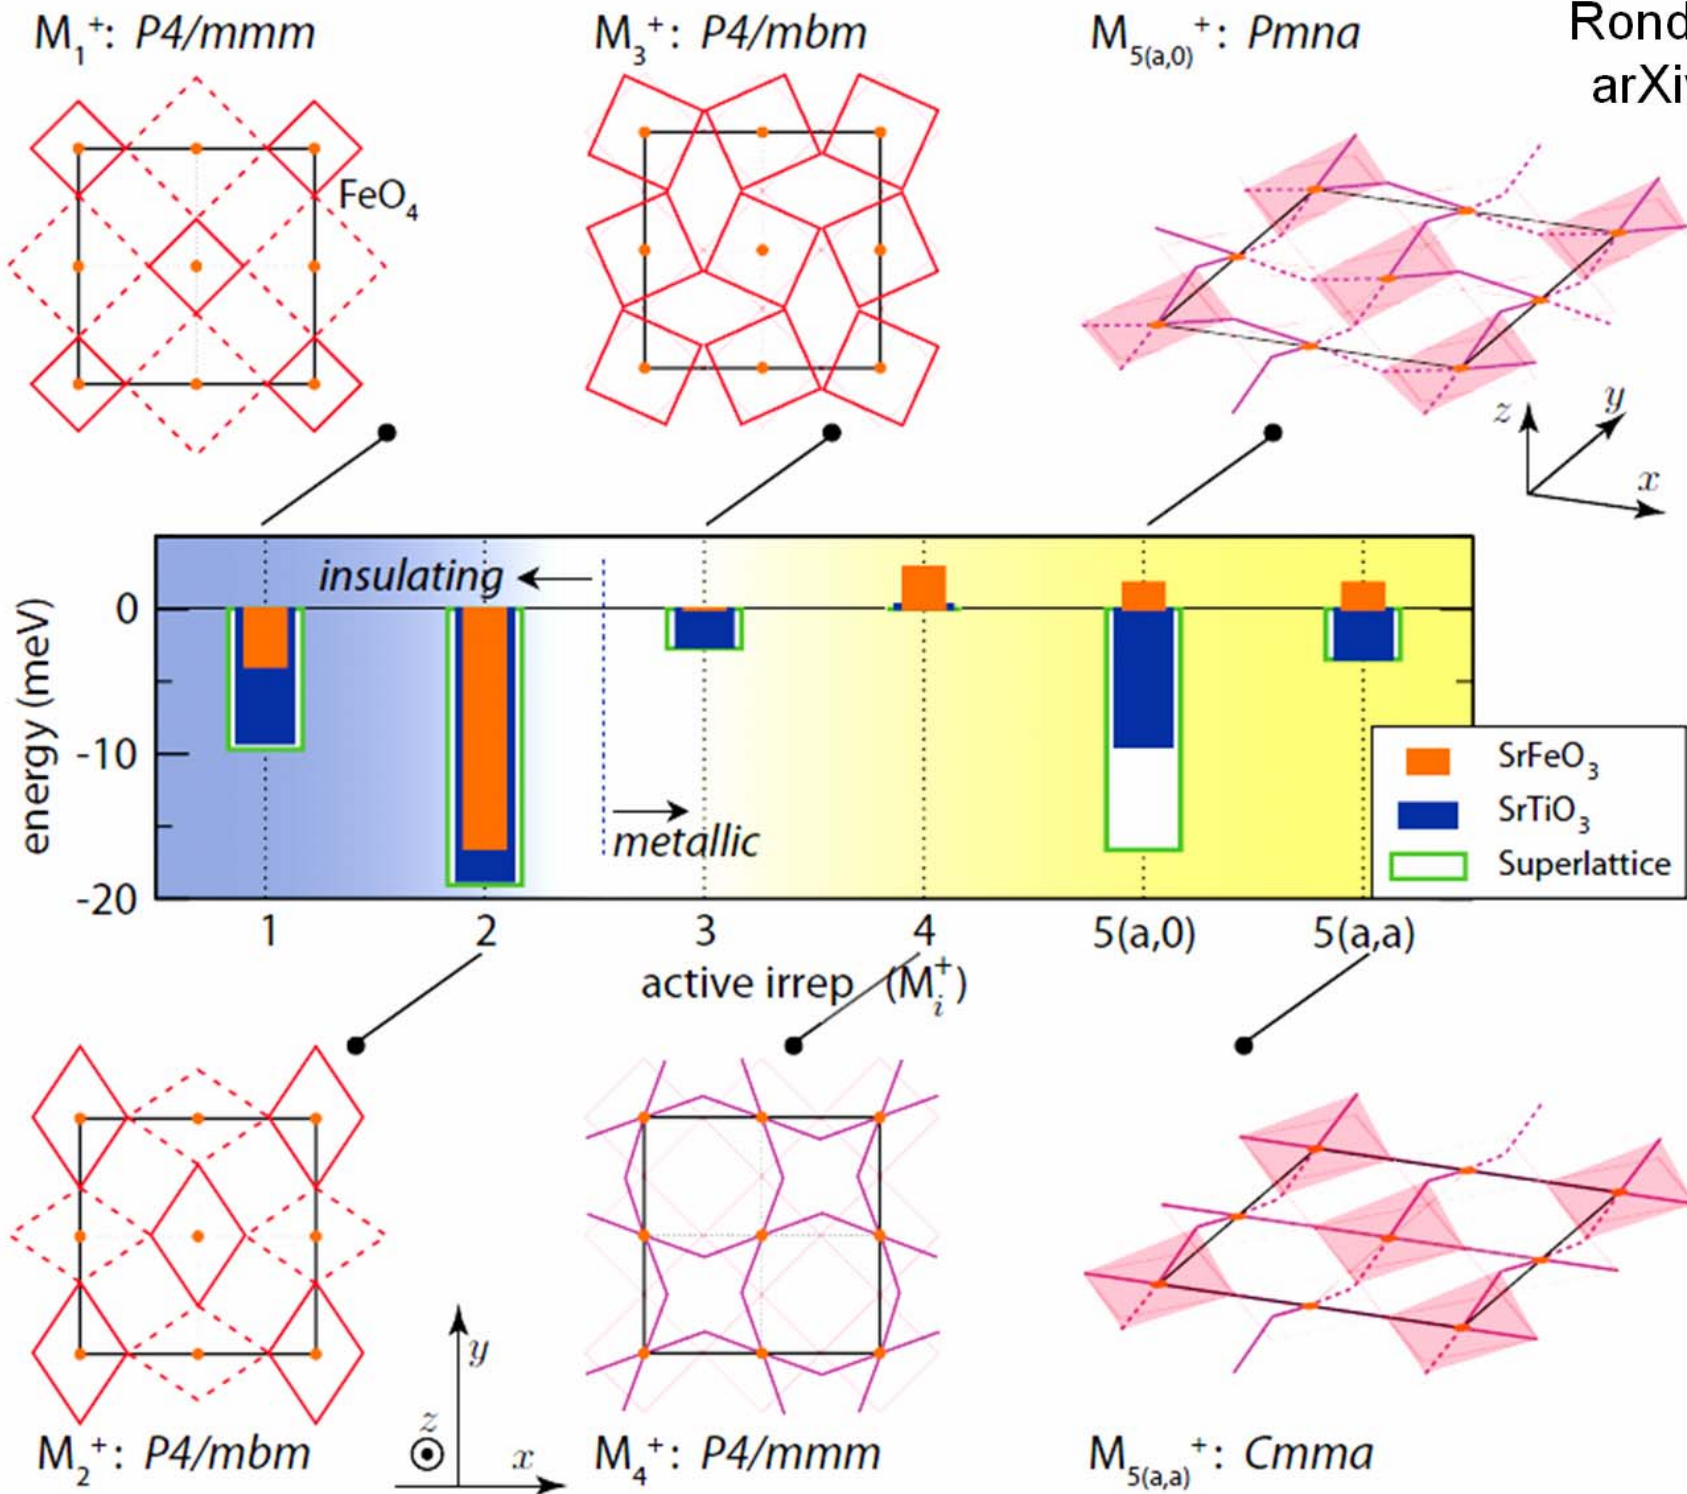 M₁⁺: P4/mmm
M₃⁺: P4/mbm
M₅₍ₐ,₀₎⁺: Pmna
Rond
arXiv
FeO₄
z
y
x
insulating
metallic
energy (meV)
0
-10
-20
SrFeO₃
SrTiO₃
Superlattice
1 2 3 4 5(a,0) 5(a,a)
active irrep (Mᵢ⁺)
y
z
x
M₂⁺: P4/mbm
M₄⁺: P4/mmm
M₅₍ₐ,ₐ₎⁺: Cmma